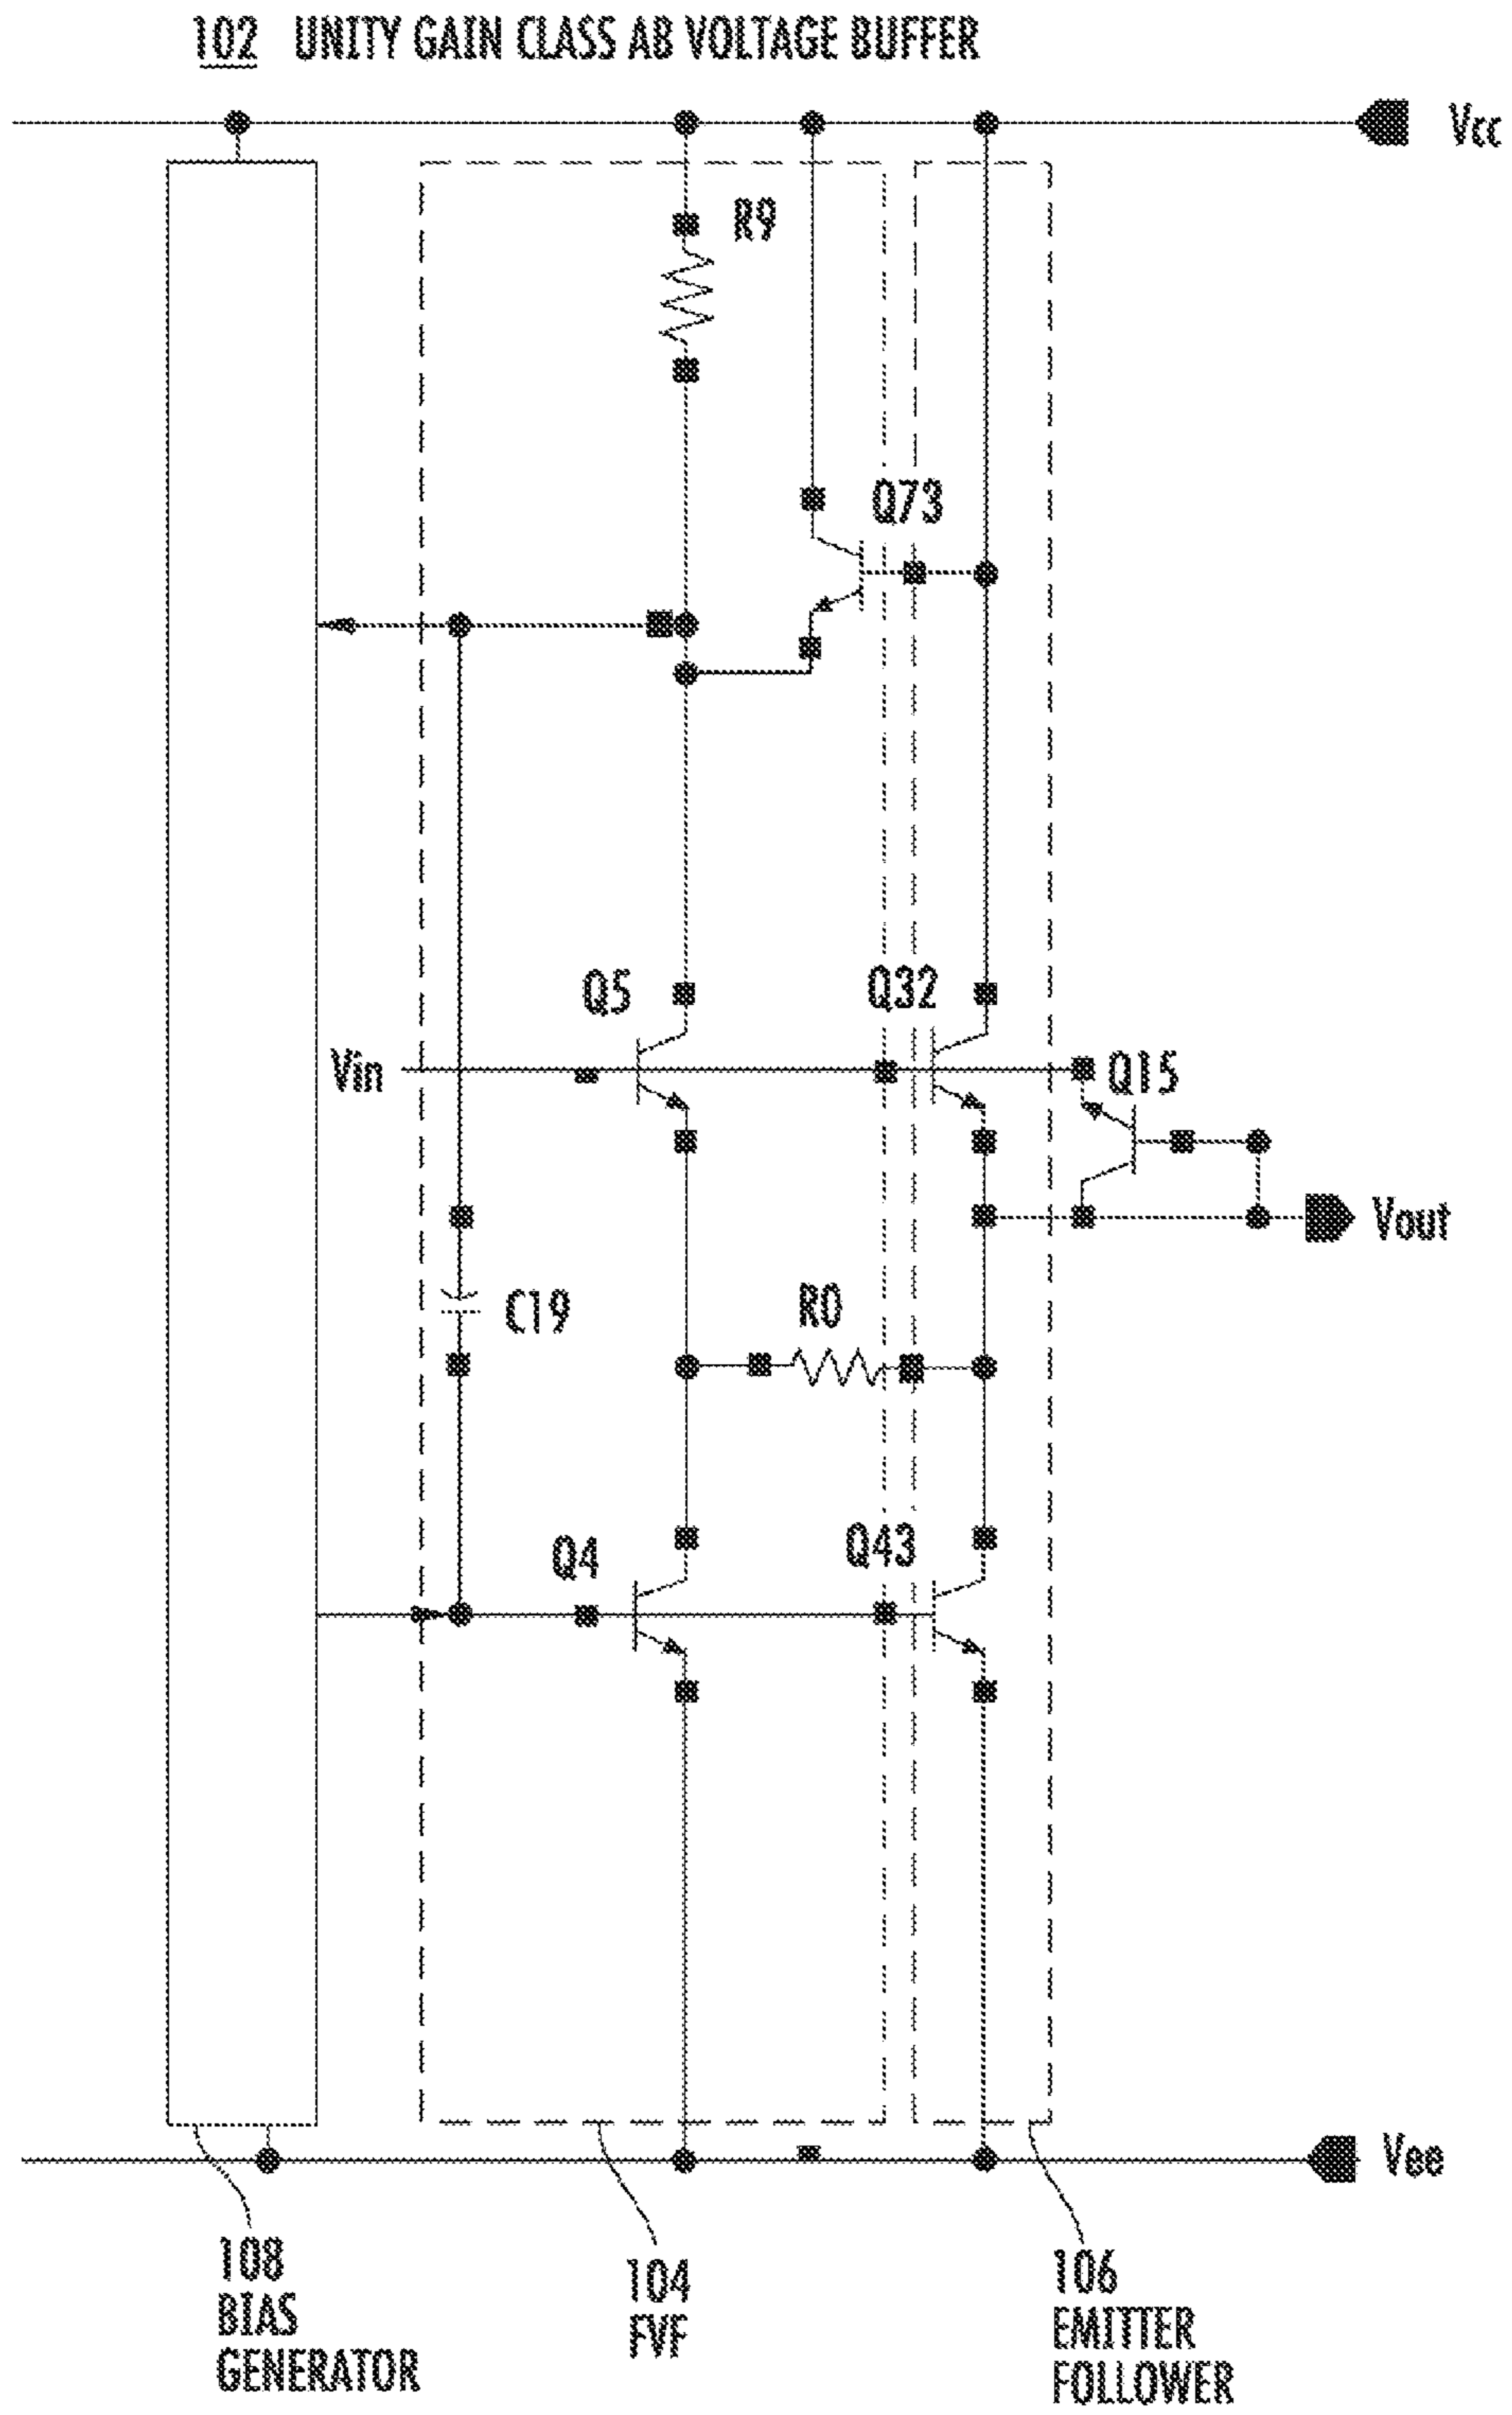 102 UNITY GAIN CLASS AB VOLTAGE BUFFER
Vcc
R9
Q73
Q5
Q32
Vin
Q15
Vout
C19
R0
Q4
Q43
Vee
108
BIAS
GENERATOR
104
FVF
106
EMITTER
FOLLOWER